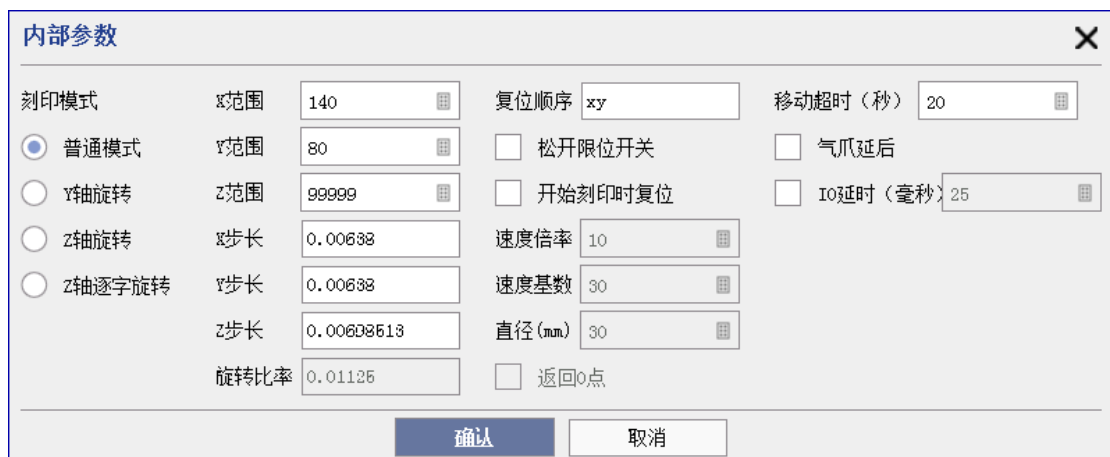 内部参数
刻印模式 X范围 140 复位顺序 xy 移动超时（秒） 20
普通模式 Y范围 80 松开限位开关 气爪延后
Y轴旋转 Z范围 99999 开始刻印时复位 IO延时（毫秒） 25
Z轴旋转 X步长 0.00638 速度倍率 10
Z轴逐字旋转 Y步长 0.00638 速度基数 30
Z步长 0.00638513 直径(mm) 30
旋转比率 0.01125 返回0点
确认 取消